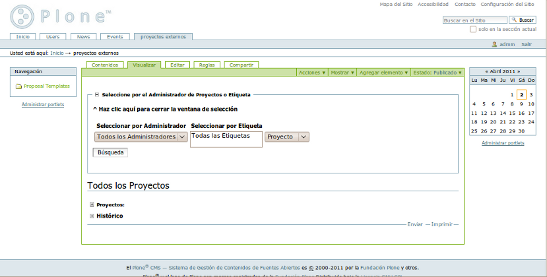 Mapa del Sitio Accesibilidad Contacto Configuración del Sitio
Plone™
Buscar en el Sitio Buscar
solo en la sección actual
Inicio Users News Events proyectos externos
admin salir
Usted está aquí: Inicio → proyectos externos
Navegación
Proposal Templates
Administrar portlets
Contenidos Visualizar Editar Reglas Compartir
Acciones ▼ Mostrar ▼ Agregar elemento ▼ Estado: Publicado ▼
Seleccione por el Administrador de Proyectos o Etiqueta
^ Haz clic aquí para cerrar la ventana de selección
Seleccionar por Administrador Seleccionar por Etiqueta
Todos los Administradores Todas las Etiquetas Proyecto
Búsqueda
Todos los Proyectos
Proyectos:
Histórico
Enviar — Imprimir —
« Abril 2011 »
Lu Ma Mi Ju Vi Sá Do
1 2 3
4 5 6 7 8 9 10
11 12 13 14 15 16 17
18 19 20 21 22 23 24
25 26 27 28 29 30
Administrar portlets
El Plone® CMS — Sistema de Gestión de Contenidos de Fuentes Abiertos es © 2000-2011 por la Fundación Plone y otros.